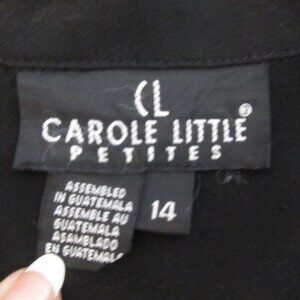 CL
CAROLE LITTLE®
PETITES
ASSEMBLED
IN GUATEMALA
ASSEMBLE AU
GUATEMALA
ASAMBLADO
EN GUATEMALA
14